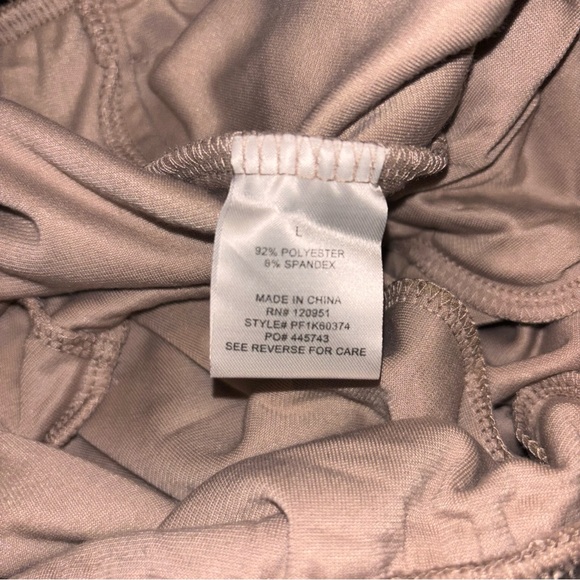 L
92% POLYESTER
8% SPANDEX
MADE IN CHINA
RN# 120951
STYLE# PF1K60374
PO# 445743
SEE REVERSE FOR CARE